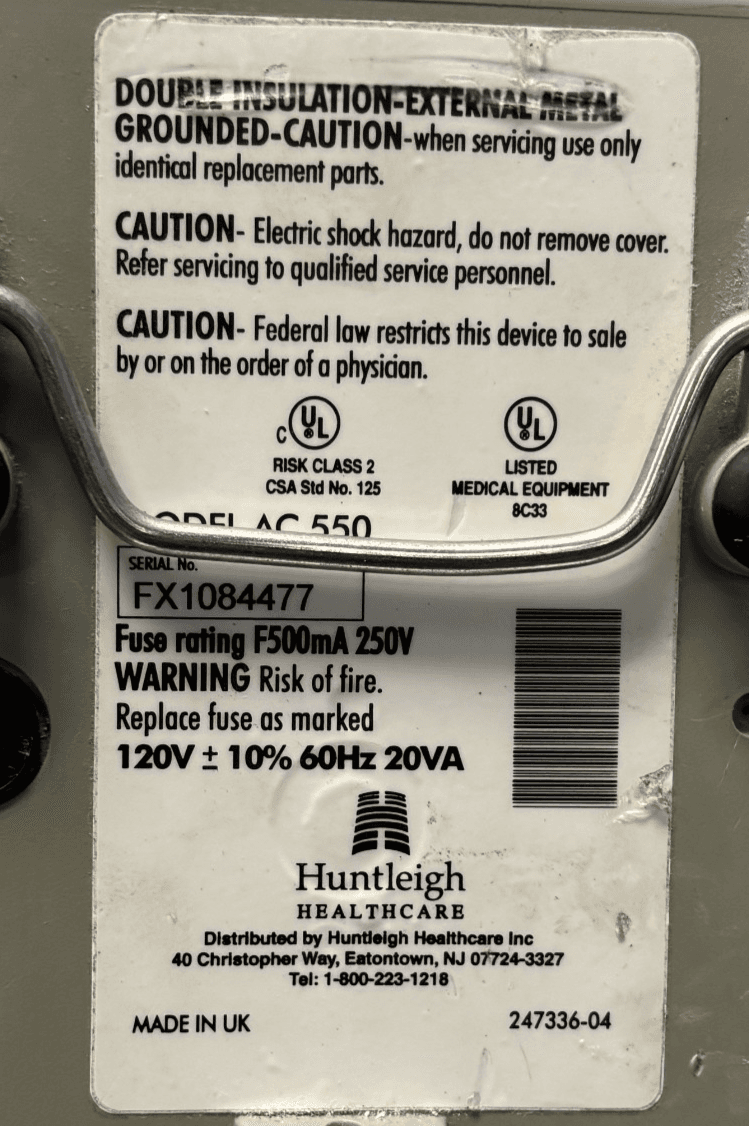 DOUBLE INSULATION-EXTERNAL METAL
GROUNDED-CAUTION-when servicing use only
identical replacement parts.
CAUTION- Electric shock hazard, do not remove cover.
Refer servicing to qualified service personnel.
CAUTION- Federal law restricts this device to sale
by or on the order of a physician.
C UL ®
UL ®
RISK CLASS 2
CSA Std No. 125
LISTED
MEDICAL EQUIPMENT
8C33
MODEL AC 550
SERIAL No.
FX1084477
Fuse rating F500mA 250V
WARNING Risk of fire.
Replace fuse as marked
120V ± 10% 60Hz 20VA
Huntleigh
HEALTHCARE
Distributed by Huntleigh Healthcare Inc
40 Christopher Way, Eatontown, NJ 07724-3327
Tel: 1-800-223-1218
MADE IN UK
247336-04